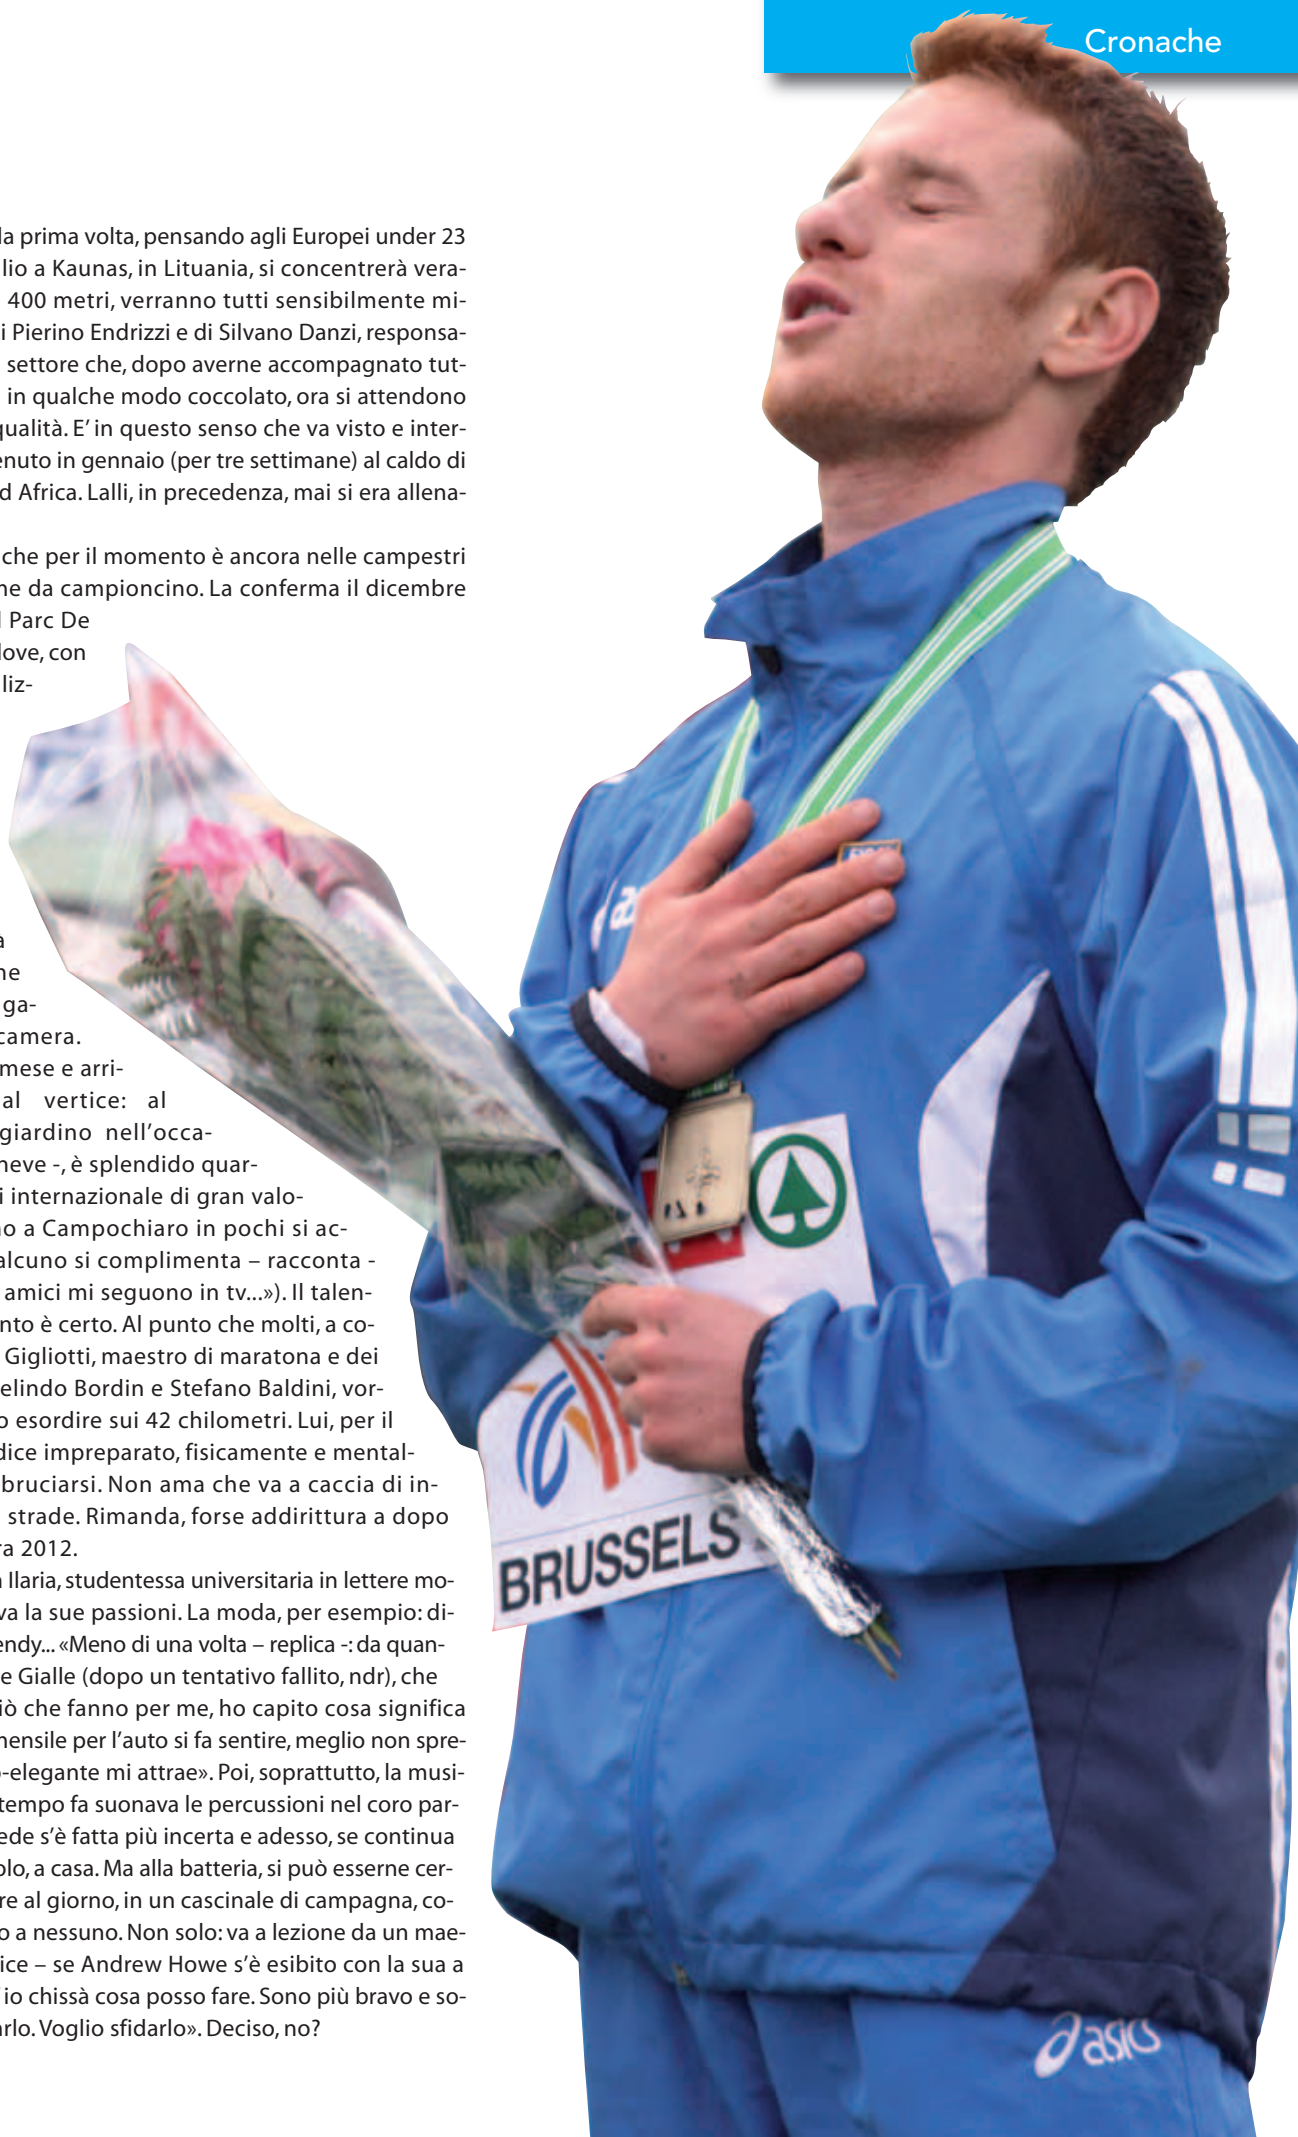 Cronache
la prima volta, pensando agli Europei under 23
lio a Kaunas, in Lituania, si concentrerà vera-
400 metri, verranno tutti sensibilmente mi-
i Pierino Endrizzi e di Silvano Danzi, responsa-
settore che, dopo averne accompagnato tut-
in qualche modo coccolato, ora si attendono
qualità. E' in questo senso che va visto e inter-
enuto in gennaio (per tre settimane) al caldo di
d Africa. Lalli, in precedenza, mai si era allena-
che per il momento è ancora nelle campestri
ne da campioncino. La conferma il dicembre
l Parc De
dove, con
liz-
à
ne
ga-
camera.
mese e arri-
al vertice: al
giardino nell'occa-
neve -, è splendido quar-
i internazionale di gran valo-
no a Campochiaro in pochi si ac-
alcuno si complimenta – racconta -
amici mi seguono in tv...»). Il talen-
nto è certo. Al punto che molti, a co-
Gigliotti, maestro di maratona e dei
elindo Bordin e Stefano Baldini, vor-
o esordire sui 42 chilometri. Lui, per il
dice impreparato, fisicamente e mental-
bruciarsi. Non ama che va a caccia di in-
strade. Rimanda, forse addirittura a dopo
ra 2012.
n Ilaria, studentessa universitaria in lettere mo-
va la sue passioni. La moda, per esempio: di-
endy... «Meno di una volta – replica -: da quan-
e Gialle (dopo un tentativo fallito, ndr), che
iò che fanno per me, ho capito cosa significa
mensile per l'auto si fa sentire, meglio non spre-
o-elegante mi attrae». Poi, soprattutto, la musi-
tempo fa suonava le percussioni nel coro par-
ede s'è fatta più incerta e adesso, se continua
olo, a casa. Ma alla batteria, si può esserne cer-
re al giorno, in un cascinale di campagna, co-
o a nessuno. Non solo: va a lezione da un mae-
ice – se Andrew Howe s'è esibito con la sua a
io chissà cosa posso fare. Sono più bravo e so-
arlo. Voglio sfidarlo». Deciso, no?
BRUSSELS
asics